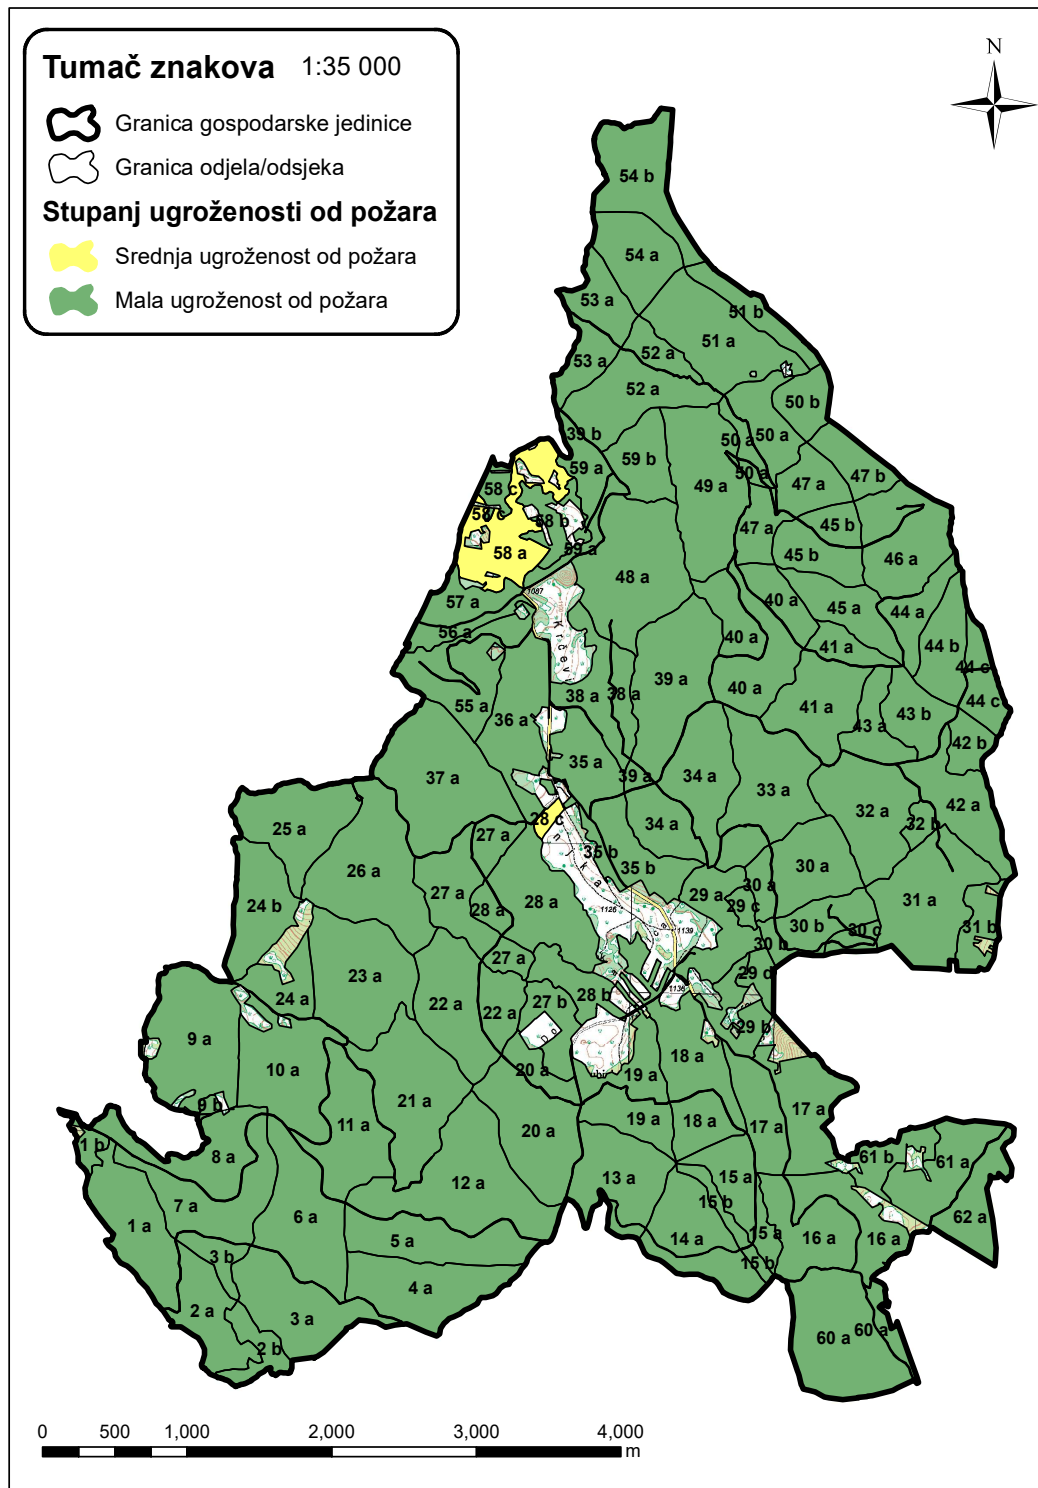 Tumač znakova 1:35 000
Granica gospodarske jedinice
Granica odjela/odsjeka
Stupanj ugroženosti od požara
Srednja ugroženost od požara
Mala ugroženost od požara
N
54 b
54 a
53 a
51 b
51 a
52 a
53 a
52 a
50 b
39 b
50 a 50 a
59 b
59 a
50 a
47 b
49 a
47 a
58 c
58 c
58 b
45 b
47 a
59 a
58 a
45 b
46 a
48 a
1087
57 a
40 a
45 a
44 a
56 a
Krčevi
40 a
41 a
44 b
44 c
39 a
40 a
38 a 38 a
44 c
55 a
41 a
43 b
36 a
43 a
42 b
35 a
37 a
39 a
34 a
33 a
42 a
32 a
32 b
28 c
34 a
25 a
27 a
35 b
35 b
30 a
26 a
30 a
27 a
29 a
31 a
24 b
28 a
28 a
29 c
1126
30 b
30 c
31 b
1139
30 b
27 a
23 a
29 d
1136
24 a
27 b
28 b
22 a
22 a
29 b
9 a
18 a
10 a
20 a
19 a
21 a
9 b
17 a
11 a
19 a
18 a
20 a
17 a
1 b
8 a
61 b
61 a
13 a
15 a
12 a
7 a
15 b
6 a
62 a
1 a
15 a
16 a
16 a
5 a
14 a
3 b
15 b
4 a
2 a
3 a
60 a
60 a
2 b
0 500 1,000 2,000 3,000 4,000
m